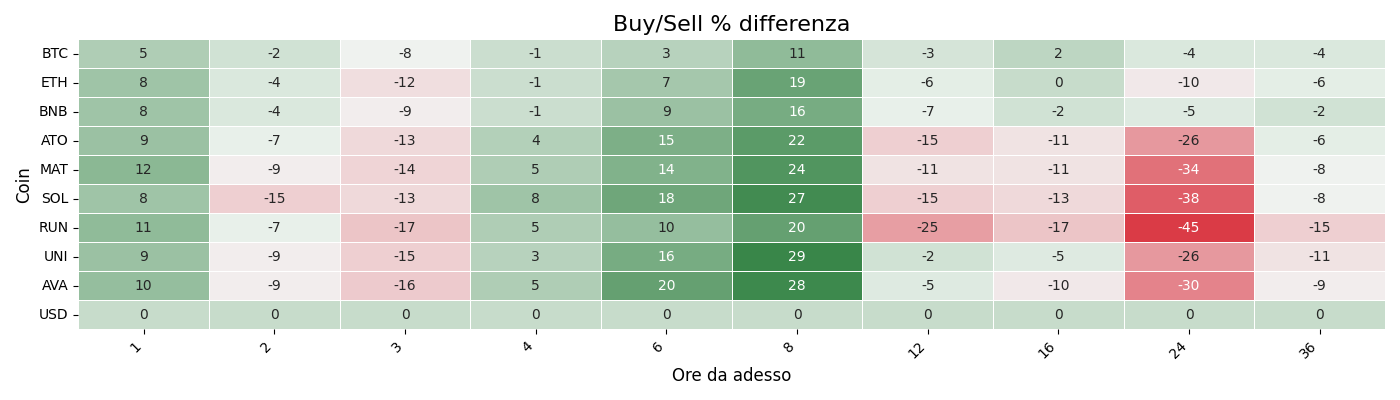 Buy/Sell % differenza
Coin
BTC 5 -2 -8 -1 3 11 -3 2 -4 -4
ETH 8 -4 -12 -1 7 19 -6 0 -10 -6
BNB 8 -4 -9 -1 9 16 -7 -2 -5 -2
ATO 9 -7 -13 4 15 22 -15 -11 -26 -6
MAT 12 -9 -14 5 14 24 -11 -11 -34 -8
SOL 8 -15 -13 8 18 27 -15 -13 -38 -8
RUN 11 -7 -17 5 10 20 -25 -17 -45 -15
UNI 9 -9 -15 3 16 29 -2 -5 -26 -11
AVA 10 -9 -16 5 20 28 -5 -10 -30 -9
USD 0 0 0 0 0 0 0 0 0 0
1 2 3 4 6 8 12 16 24 36
Ore da adesso